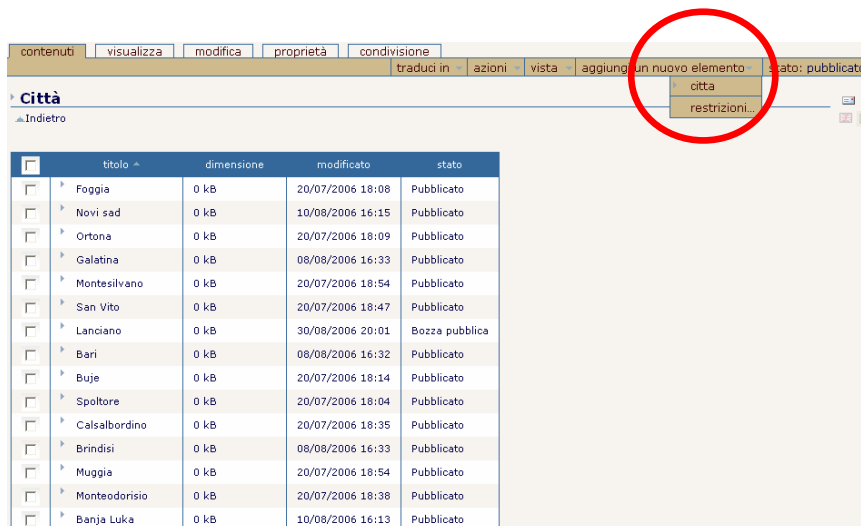 contenuti visualizza modifica proprietà condivisione
traduci in azioni vista aggiungi un nuovo elemento stato: pubblicato
citta
restrizioni...
Città
Indietro
titolo dimensione modificato stato
Foggia 0 kB 20/07/2006 18:08 Pubblicato
Novi sad 0 kB 10/08/2006 16:15 Pubblicato
Ortona 0 kB 20/07/2006 18:09 Pubblicato
Galatina 0 kB 08/08/2006 16:33 Pubblicato
Montesilvano 0 kB 20/07/2006 18:54 Pubblicato
San Vito 0 kB 20/07/2006 18:47 Pubblicato
Lanciano 0 kB 30/08/2006 20:01 Bozza pubblica
Bari 0 kB 08/08/2006 16:32 Pubblicato
Buje 0 kB 20/07/2006 18:14 Pubblicato
Spoltore 0 kB 20/07/2006 18:04 Pubblicato
Calsalbordino 0 kB 20/07/2006 18:35 Pubblicato
Brindisi 0 kB 08/08/2006 16:33 Pubblicato
Muggia 0 kB 20/07/2006 18:54 Pubblicato
Monteodorisio 0 kB 20/07/2006 18:38 Pubblicato
Banja Luka 0 kB 10/08/2006 16:13 Pubblicato